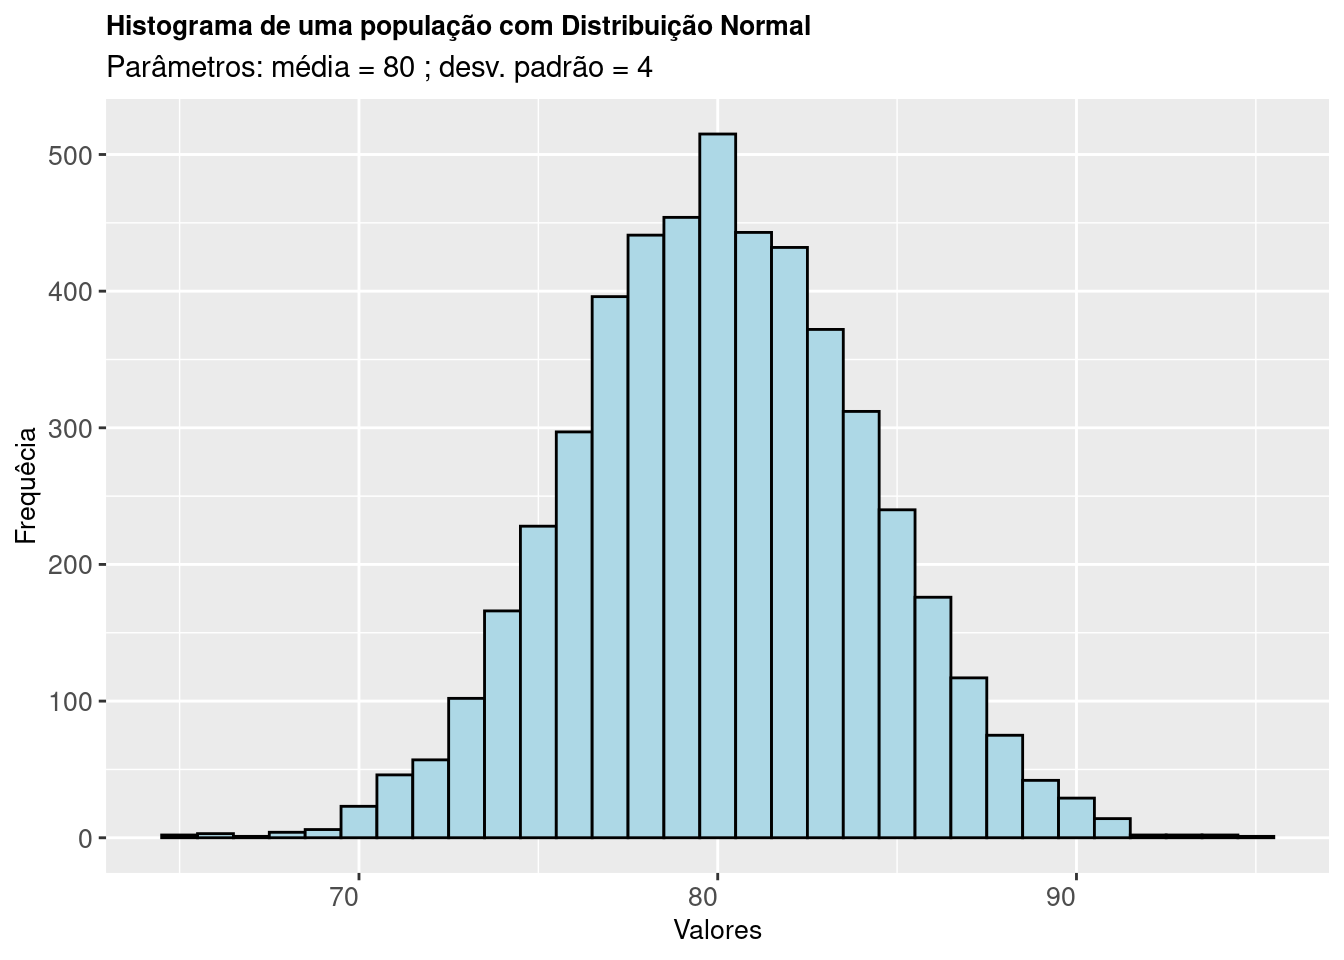 Histograma de uma população com Distribuição Normal
Parâmetros: média = 80 ; desv. padrão = 4
500
400
300
200
100
0
Frequêcia
70 80 90
Valores